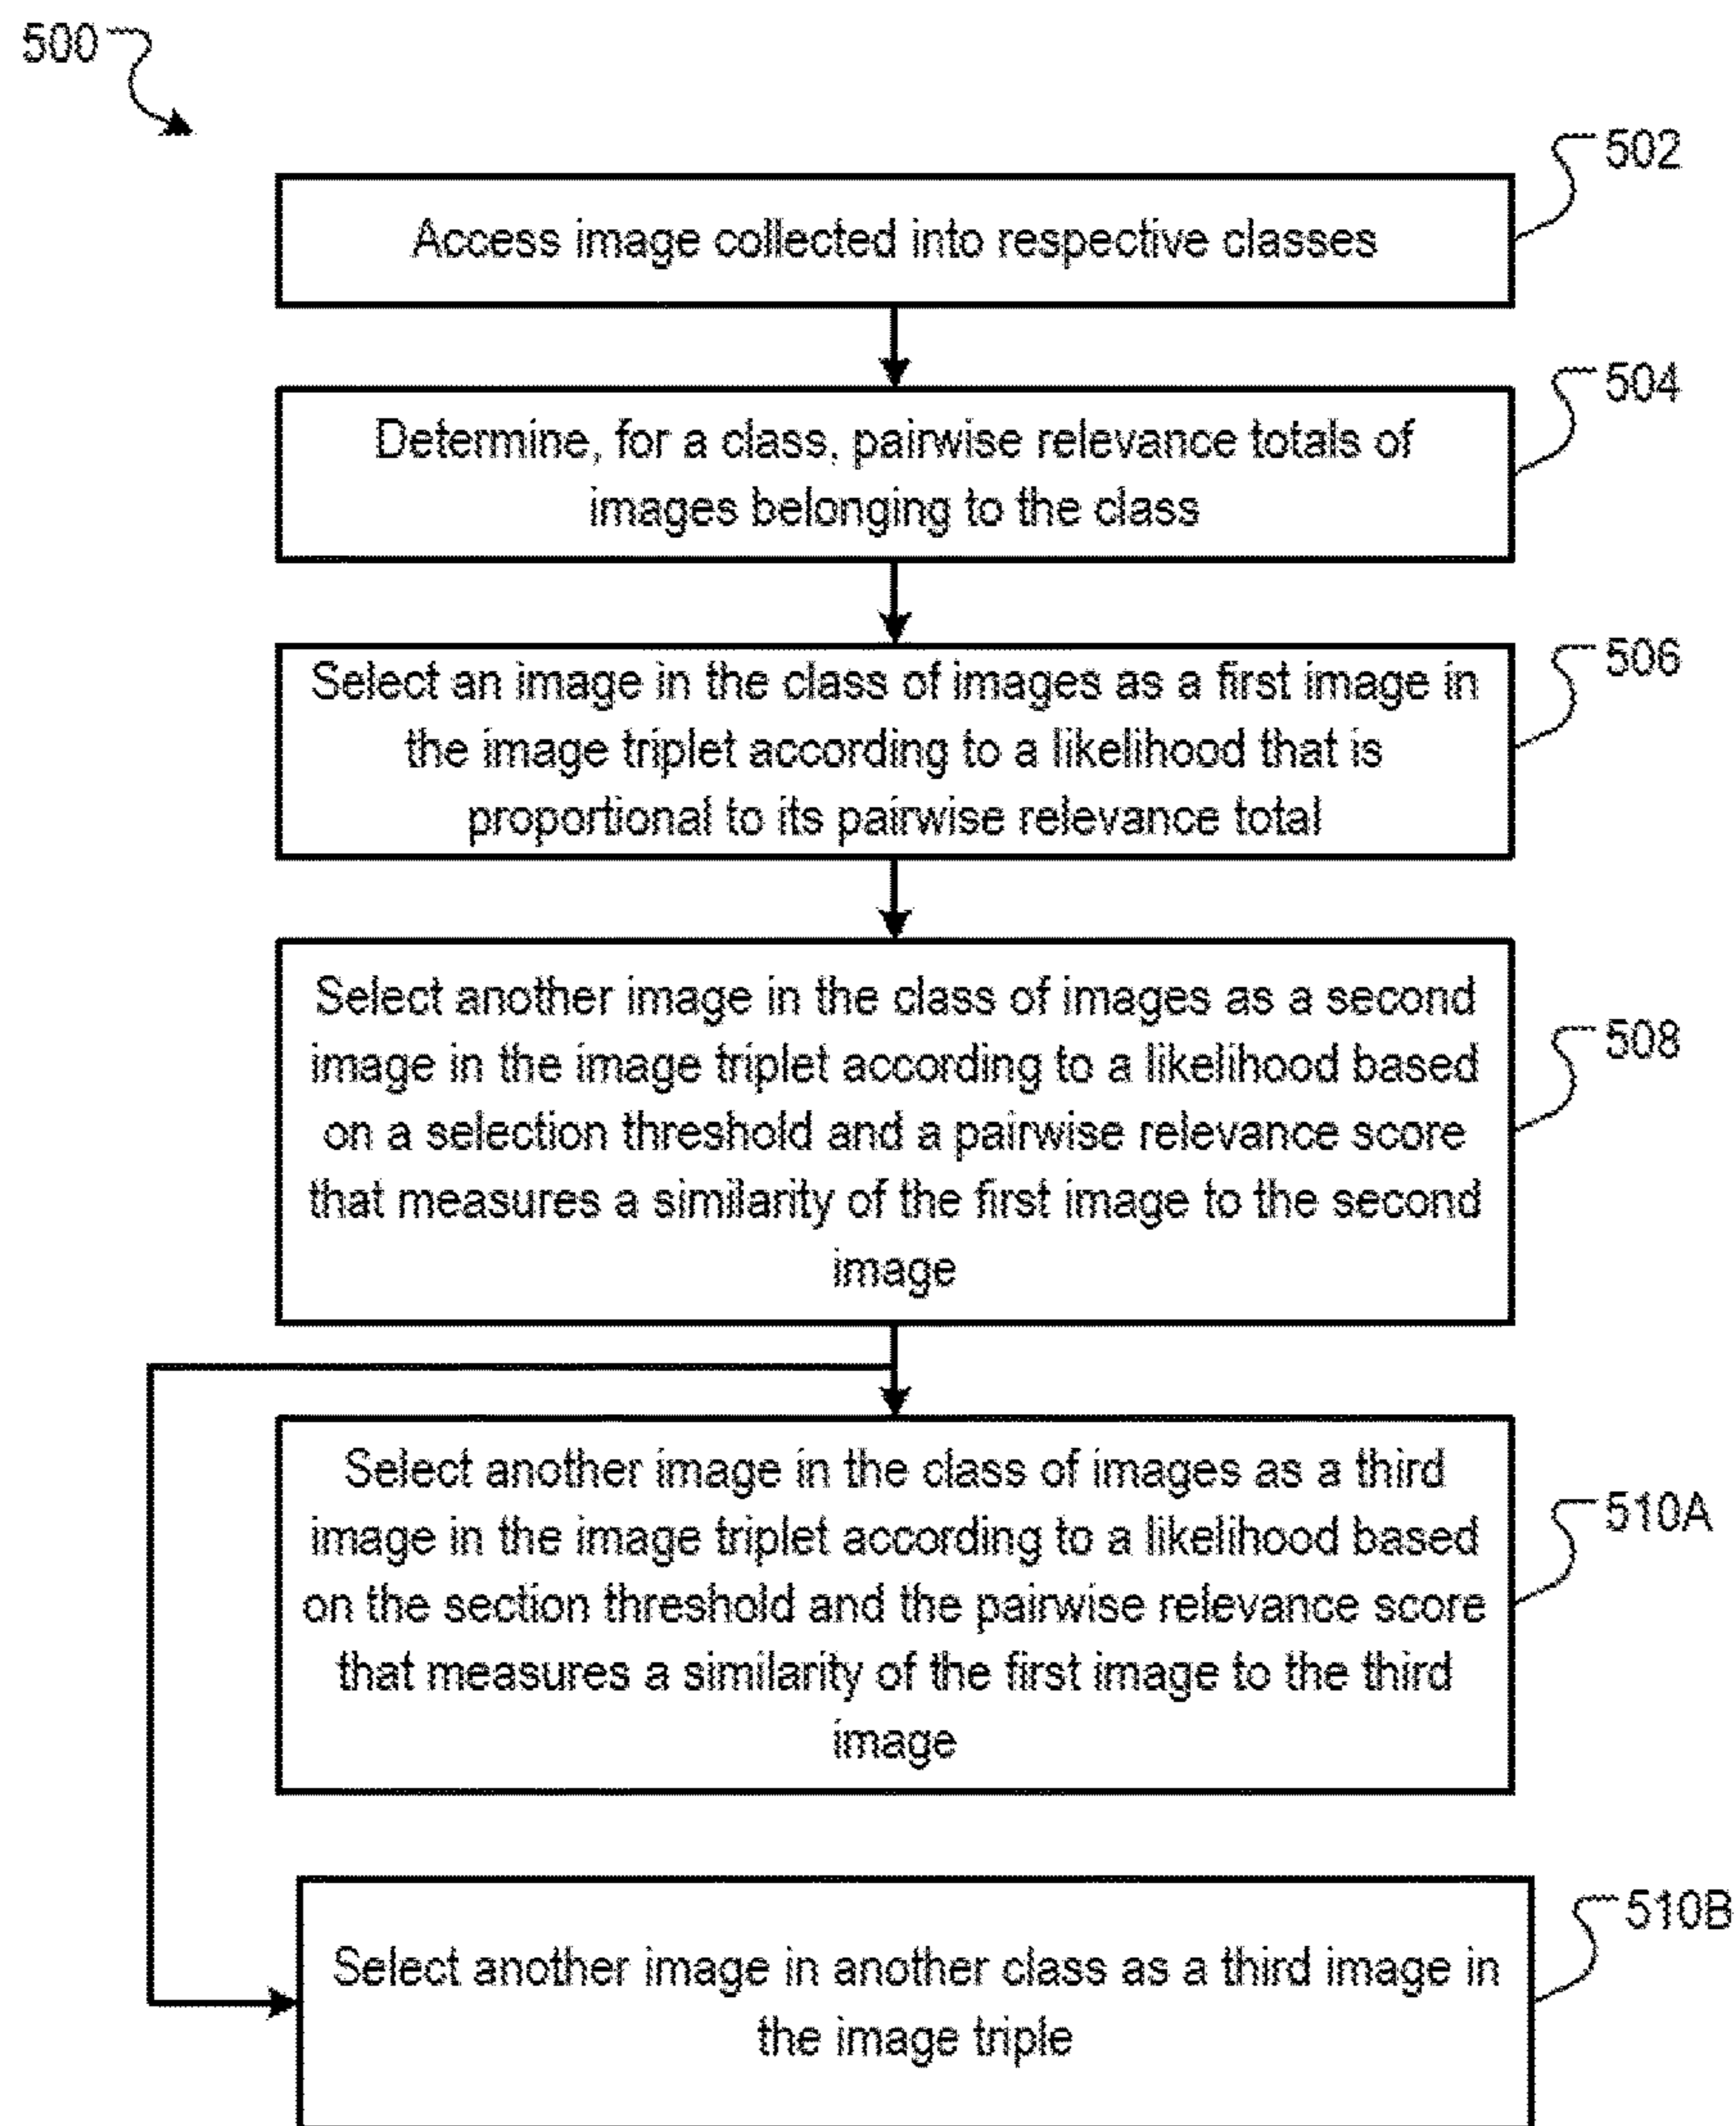 500
502
Access image collected into respective classes
504
Determine, for a class, pairwise relevance totals of
images belonging to the class
506
Select an image in the class of images as a first image in
the image triplet according to a likelihood that is
proportional to its pairwise relevance total
508
Select another image in the class of images as a second
image in the image triplet according to a likelihood based
on a selection threshold and a pairwise relevance score
that measures a similarity of the first image to the second
image
510A
Select another image in the class of images as a third
image in the image triplet according to a likelihood based
on the section threshold and the pairwise relevance score
that measures a similarity of the first image to the third
image
510B
Select another image in another class as a third image in
the image triple